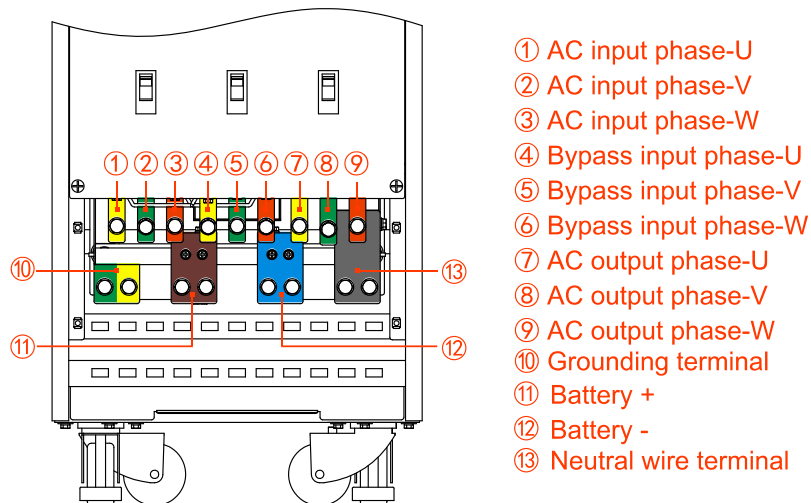 ① ② ③ ④ ⑤ ⑥ ⑦ ⑧ ⑨
⑩ ⑬
⑪ ⑫
① AC input phase-U
② AC input phase-V
③ AC input phase-W
④ Bypass input phase-U
⑤ Bypass input phase-V
⑥ Bypass input phase-W
⑦ AC output phase-U
⑧ AC output phase-V
⑨ AC output phase-W
⑩ Grounding terminal
⑪ Battery +
⑫ Battery -
⑬ Neutral wire terminal